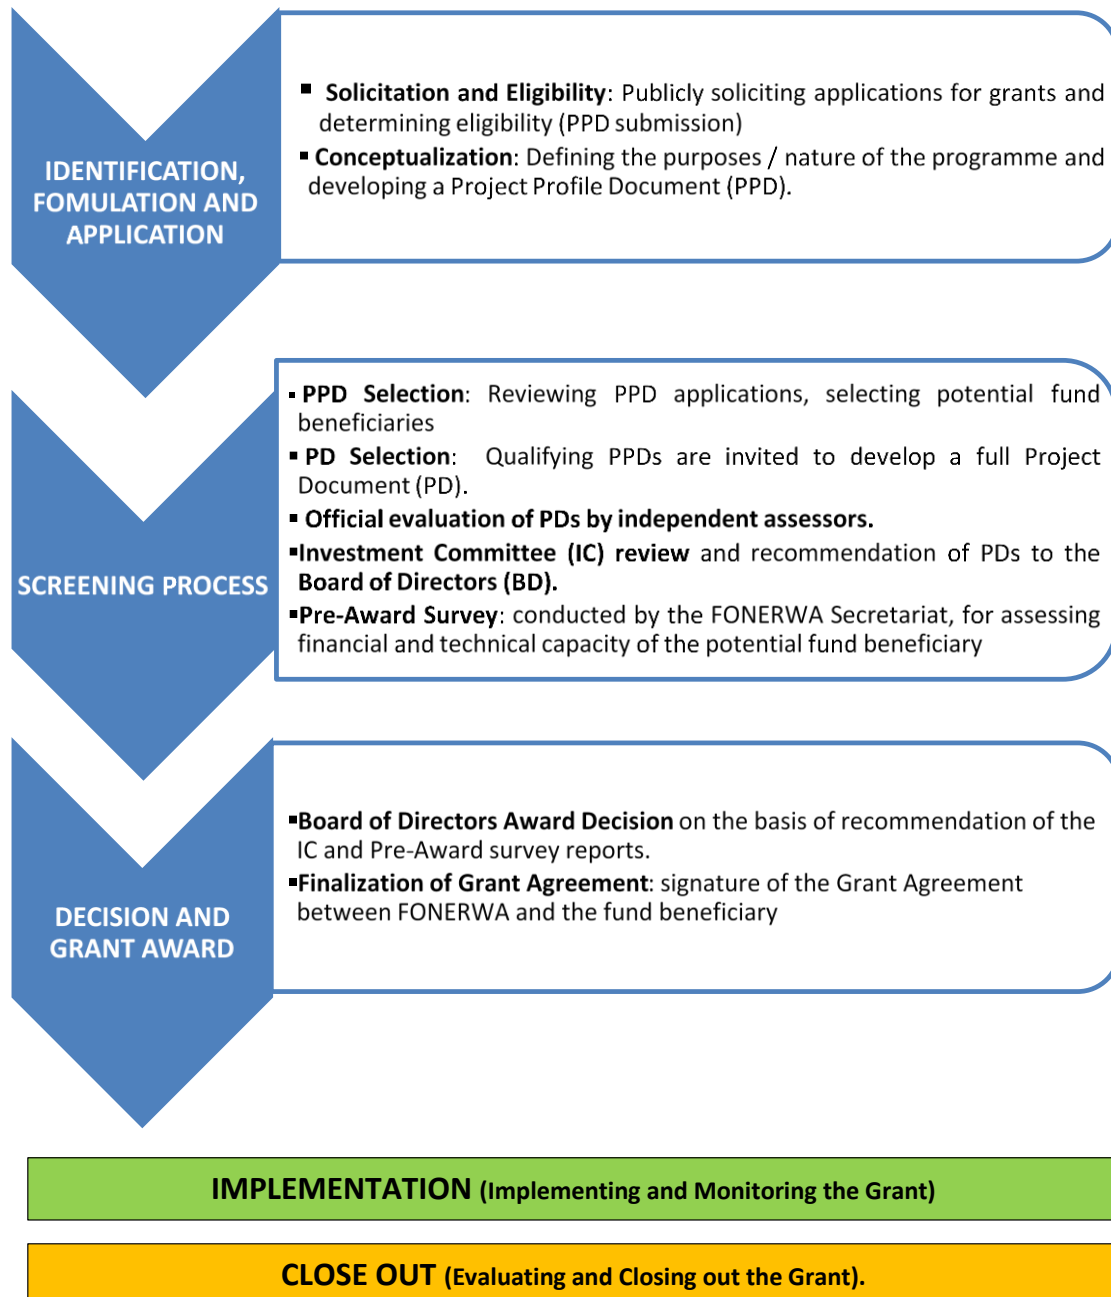 IDENTIFICATION,
FOMULATION AND
APPLICATION
▪ Solicitation and Eligibility: Publicly soliciting applications for grants and
determining eligibility (PPD submission)
▪ Conceptualization: Defining the purposes / nature of the programme and
developing a Project Profile Document (PPD).
SCREENING PROCESS
▪ PPD Selection: Reviewing PPD applications, selecting potential fund
beneficiaries
▪ PD Selection: Qualifying PPDs are invited to develop a full Project
Document (PD).
▪ Official evaluation of PDs by independent assessors.
▪Investment Committee (IC) review and recommendation of PDs to the
Board of Directors (BD).
▪Pre-Award Survey: conducted by the FONERWA Secretariat, for assessing
financial and technical capacity of the potential fund beneficiary
DECISION AND
GRANT AWARD
▪Board of Directors Award Decision on the basis of recommendation of the
IC and Pre-Award survey reports.
▪Finalization of Grant Agreement: signature of the Grant Agreement
between FONERWA and the fund beneficiary
IMPLEMENTATION (Implementing and Monitoring the Grant)
CLOSE OUT (Evaluating and Closing out the Grant).